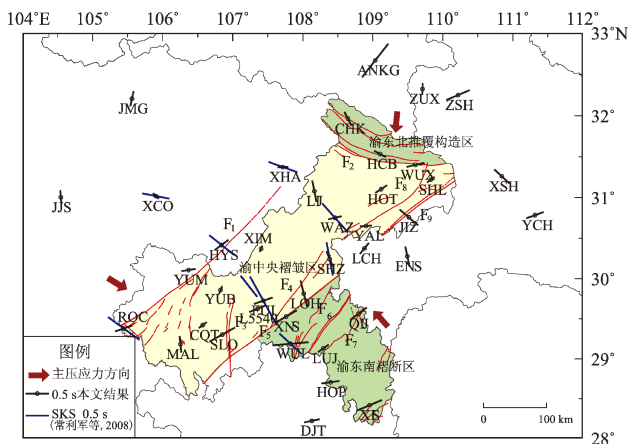 104°E 105° 106° 107° 108° 109° 110° 111° 112°
33°N
ANKG
ZUX
ZSH
JMG
32°
CHK
渝东北推覆构造区
HCB
F2
WUX
F8
SHL
XSH
XHA
HOT
31°
JJS
XCO
LJ
F9
F1
WAZ
YAL
JIZ
YCH
XIM
HYS
LCH
渝中央褶皱区
SHZ
ENS
30°
YUM
F4
YUB
LOH
F6
ROC
L5546
F3
XNS
CQT
SLQ
F5
F7
MAL
WUL
LUJ
29°
渝东南褶断区
图例
主压应力方向
HOP
0.5 s本文结果
XIS
SKS 0.5 s
(常利军等, 2008)
DJT
0 100 km
28°